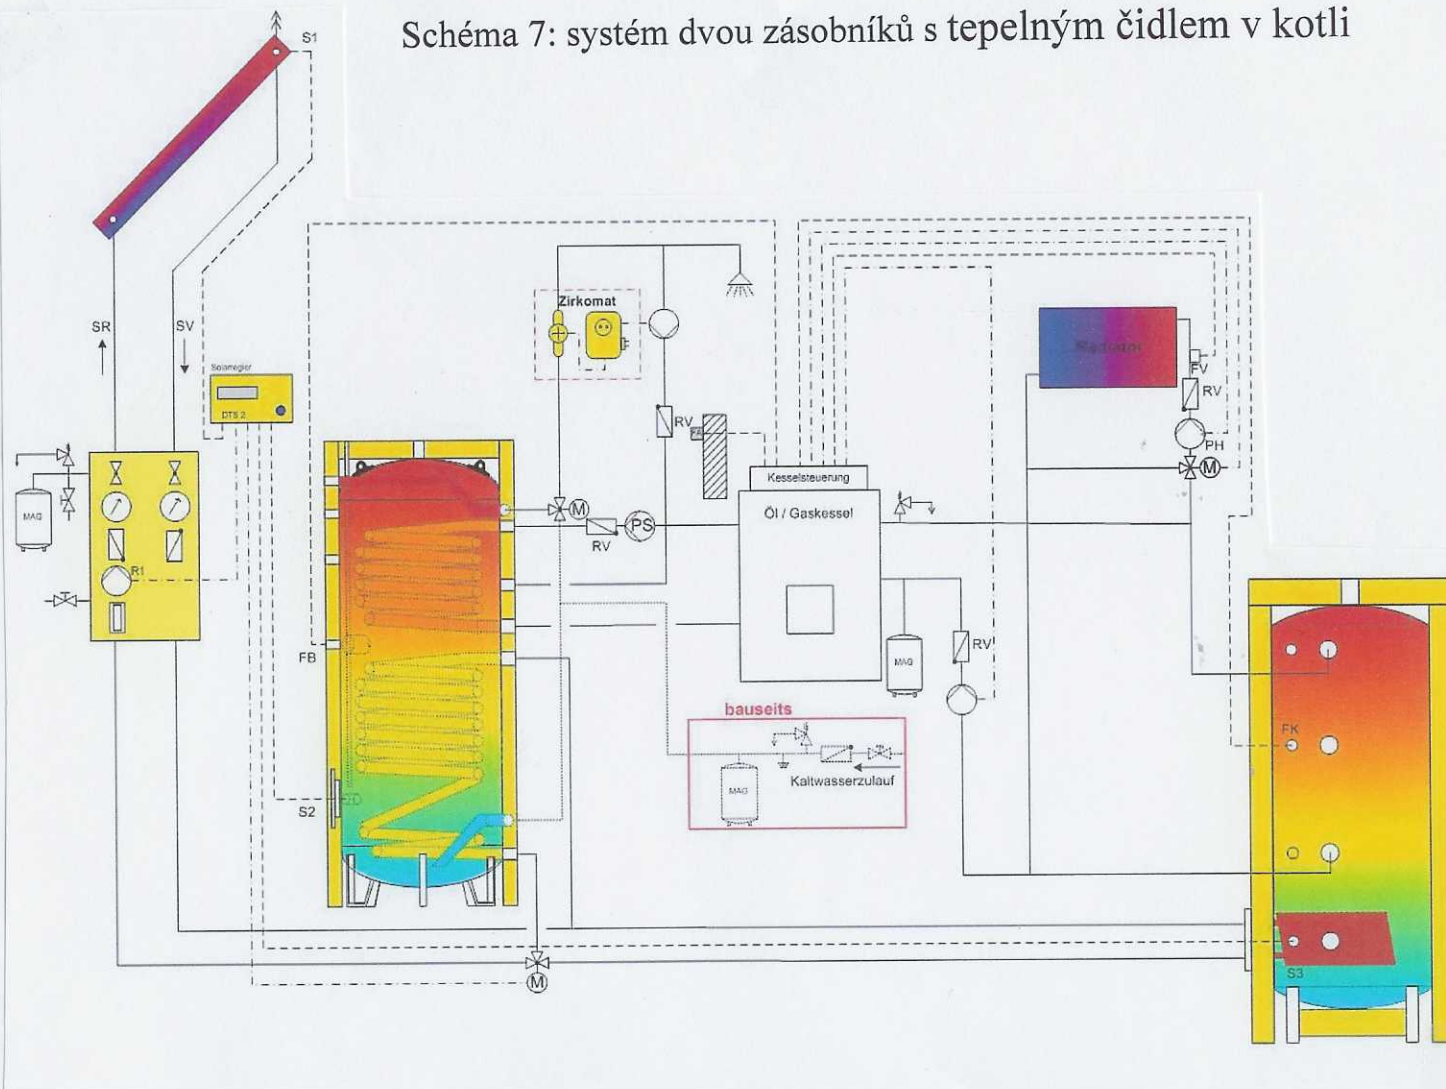 Schéma 7: systém dvou zásobníků s tepelným čidlem v kotli
S1
SR
SV
Solarregler
DTS 2
Zirkomat
RV
FV
RV
PH
M
Kesselsteuerung
Öl / Gaskessel
M
PS
RV
MAG
R1
FB
RV
MAG
bauseits
MAG
Kaltwasserzulauf
FK
S2
S3
M